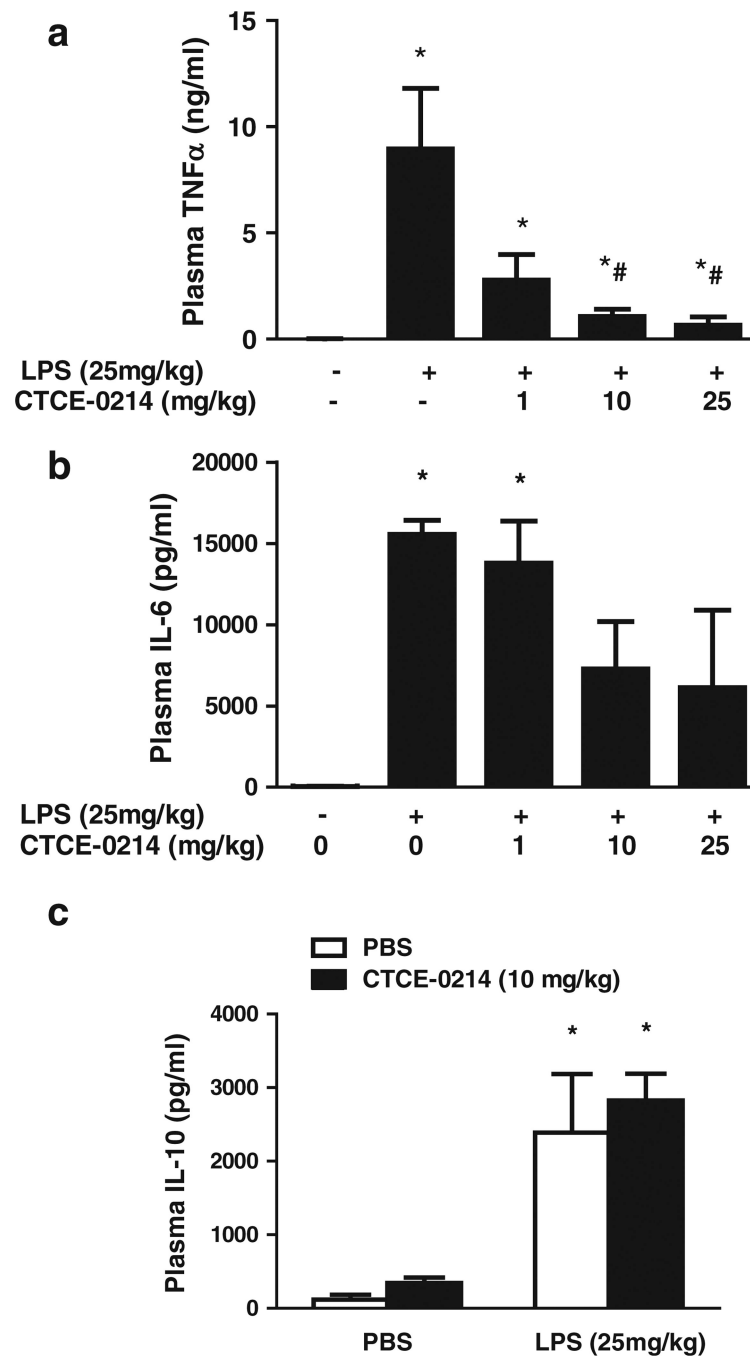 a
15
10
5
0
Plasma TNFα (ng/ml)
*
*
*#
*#
LPS (25mg/kg) - + + + +
CTCE-0214 (mg/kg) - - 1 10 25
b
20000
15000
10000
5000
0
Plasma IL-6 (pg/ml)
*
*
LPS (25mg/kg) - + + + +
CTCE-0214 (mg/kg) 0 0 1 10 25
c
PBS
CTCE-0214 (10 mg/kg)
4000
3000
2000
1000
0
Plasma IL-10 (pg/ml)
*
*
PBS LPS (25mg/kg)